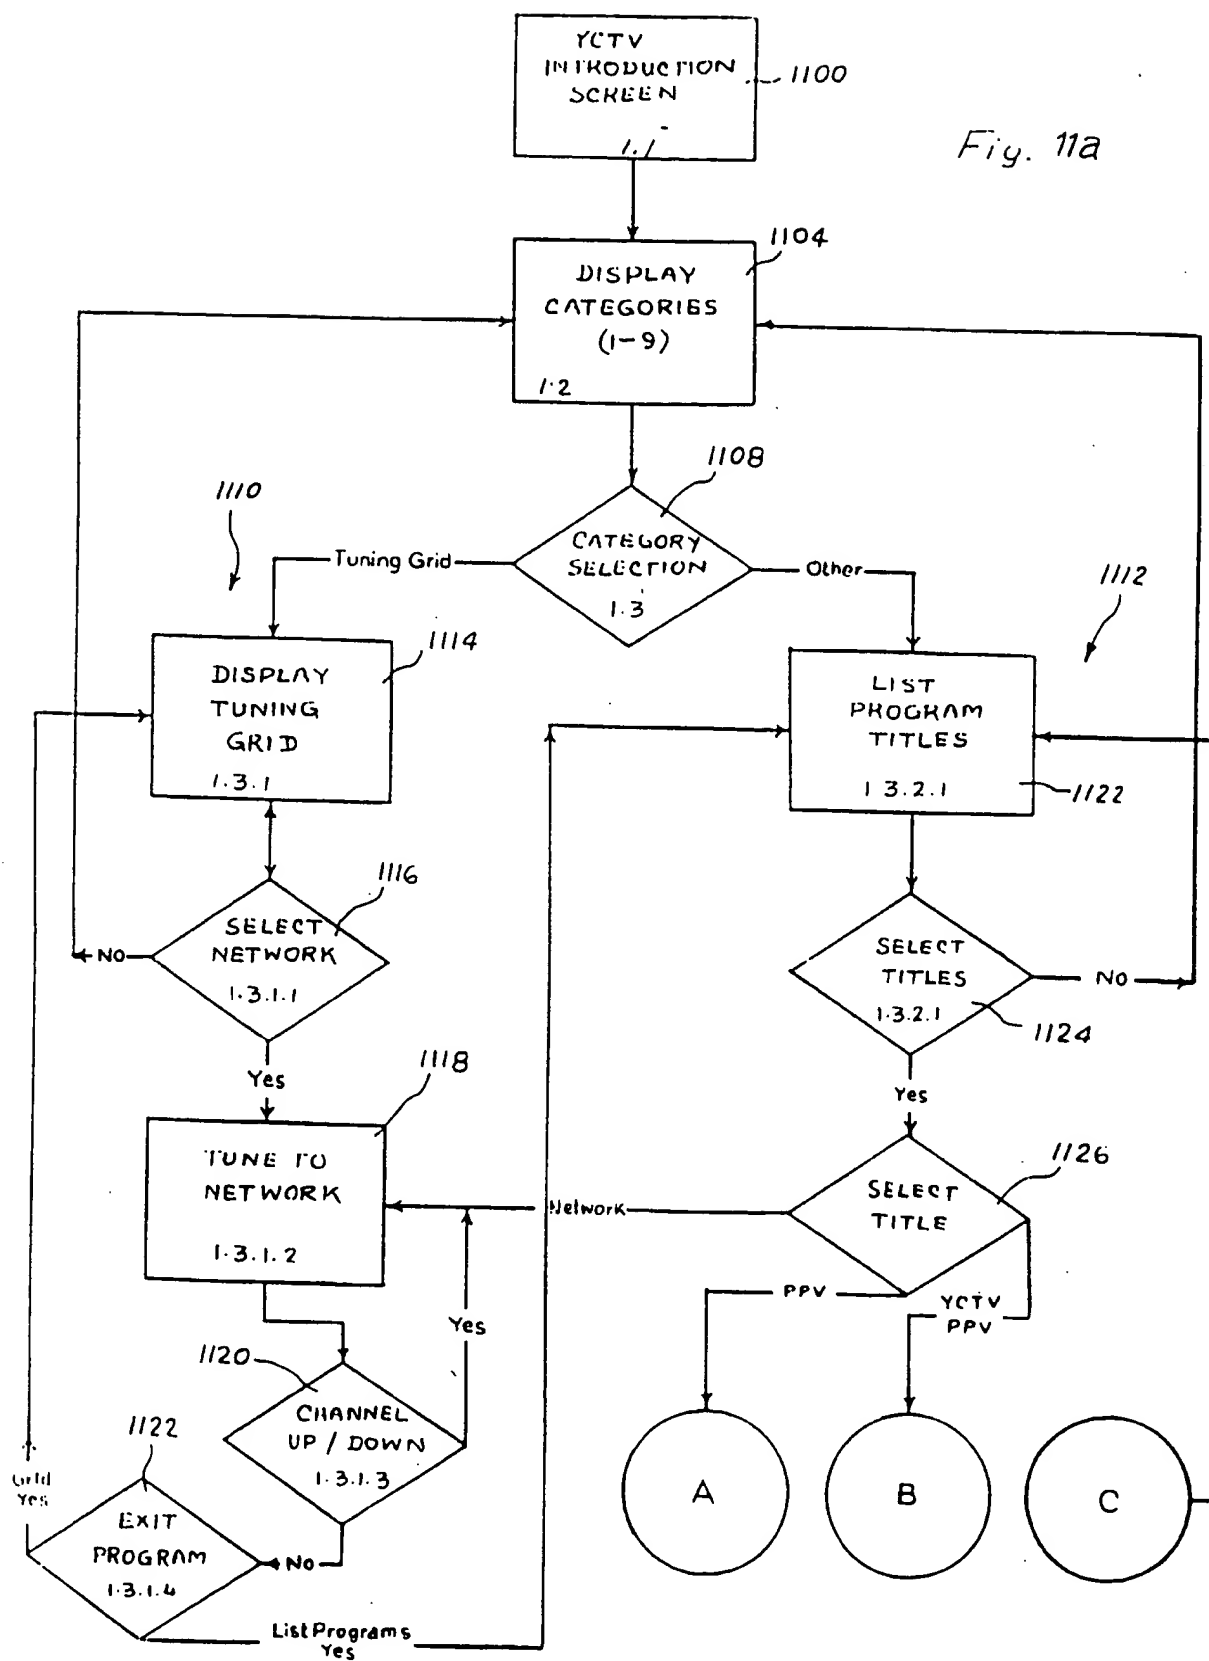 YCTV
INTRODUCTION
SCREEN
1.1
1100
Fig. 11a
1104
DISPLAY
CATEGORIES
(1-9)
1.2
1108
1110
CATEGORY
SELECTION
1.3
Tuning Grid
Other
1112
1114
DISPLAY
TUNING
GRID
1.3.1
LIST
PROGRAM
TITLES
1 3.2.1
1122
1116
SELECT
NETWORK
1.3.1.1
No
SELECT
TITLES
1.3.2.1
NO
1124
Yes
Yes
1118
TUNE TO
NETWORK
1.3.1.2
Network
1126
SELECT
TITLE
PPV
YCTV
PPV
Yes
1120
CHANNEL
UP / DOWN
1.3.1.3
1122
Grid
Yes
EXIT
PROGRAM
1.3.1.4
No
List Programs
Yes
A
B
C